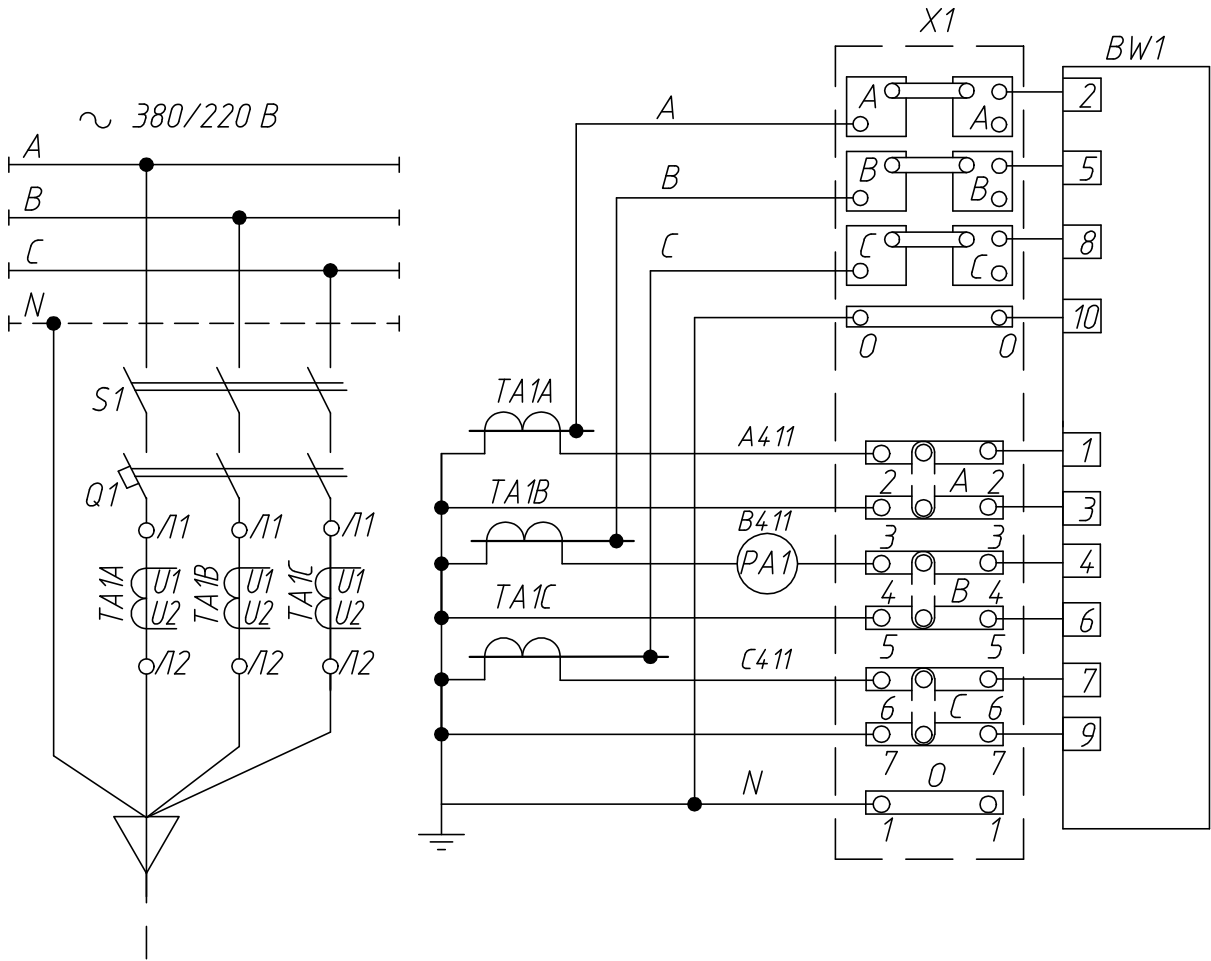 ~ 380/220 В
A
B
C
N
S1
Q1
Л1
Л1
Л1
TA1A
U1
U2
TA1B
U1
U2
TA1C
U1
U2
Л2
Л2
Л2
A
B
C
TA1A
A411
TA1B
B411
PA1
TA1C
C411
N
X1
A
A
B
B
C
C
0
0
2 A 2
3 3
4 B 4
5 5
6 C 6
7 0 7
1 1
BW1
2
5
8
10
1
3
4
6
7
9